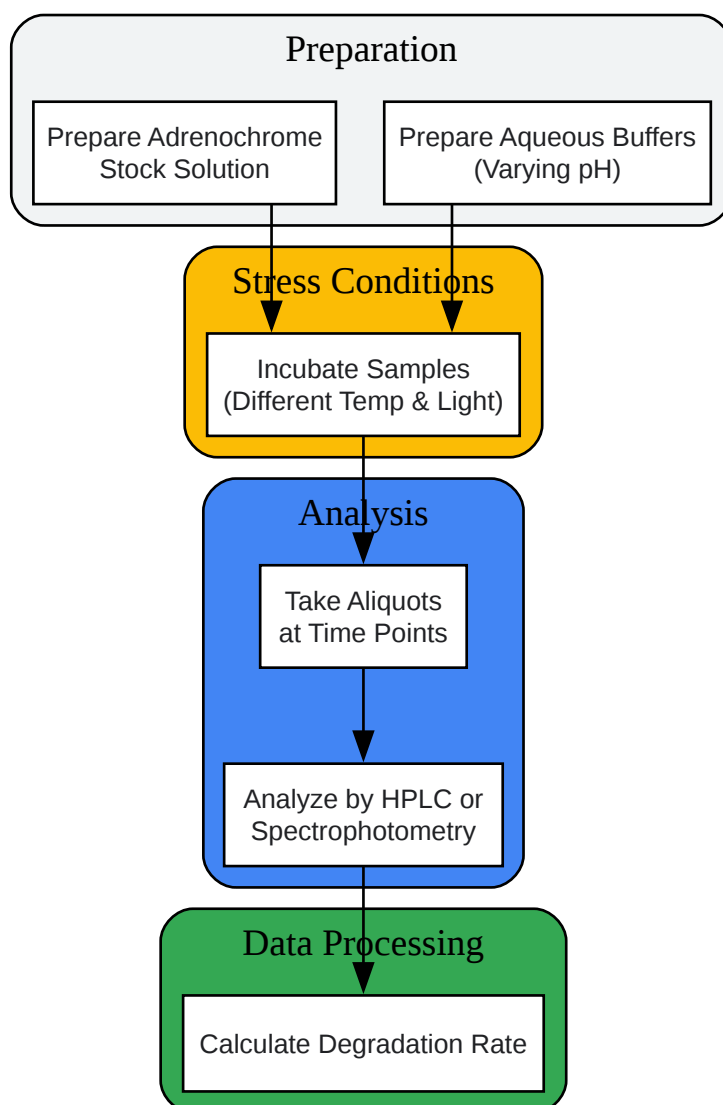 Preparation
Prepare Adrenochrome
Stock Solution
Prepare Aqueous Buffers
(Varying pH)
Stress Conditions
Incubate Samples
(Different Temp & Light)
Analysis
Take Aliquots
at Time Points
Analyze by HPLC or
Spectrophotometry
Data Processing
Calculate Degradation Rate